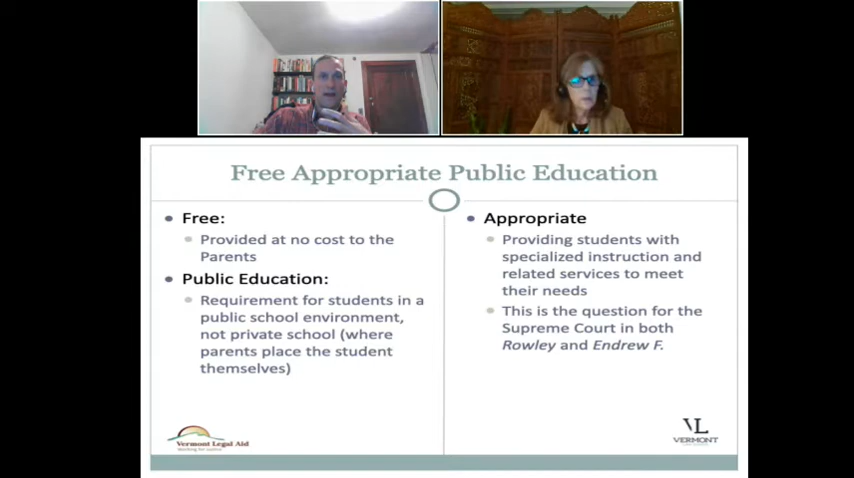 Free Appropriate Public Education
Free:
Provided at no cost to the
Parents
Public Education:
Requirement for students in a
public school environment,
not private school (where
parents place the student
themselves)
Appropriate
Providing students with
specialized instruction and
related services to meet
their needs
This is the question for the
Supreme Court in both
Rowley and Endrew F.
Vermont Legal Aid
Working for Justice
VL
VERMONT